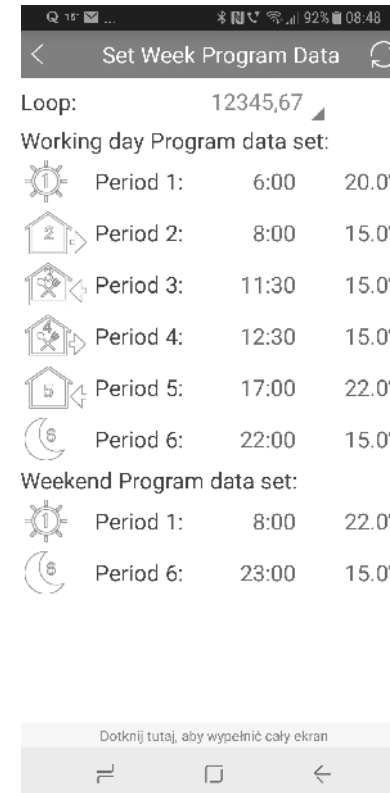 92% 08:48
Set Week Program Data
Loop: 12345,67
Working day Program data set:
1 Period 1: 6:00 20.0°
2 Period 2: 8:00 15.0°
3 Period 3: 11:30 15.0°
4 Period 4: 12:30 15.0°
5 Period 5: 17:00 22.0°
6 Period 6: 22:00 15.0°
Weekend Program data set:
1 Period 1: 8:00 22.0°
6 Period 6: 23:00 15.0°
Dotknij tutaj, aby wypełnić cały ekran